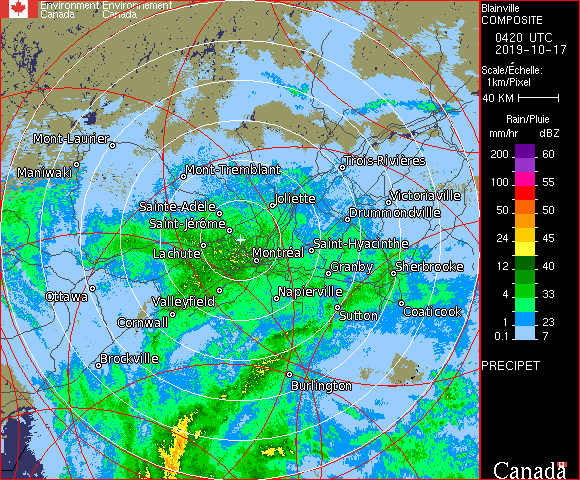 Environment Environnement
Canada Canada
Mont-Laurier
Maniwaki
Mont-Tremblant
Trois-Rivières
Sainte-Adele
Joliette
Victoriaville
Saint-Jérôme
Drummondville
Lachute
Montréal
Saint-Hyacinthe
Granby
Sherbrooke
Ottawa
Valleyfield
Napierville
Cornwall
Sutton
Coaticook
Brockville
Burlington
Blainville
COMPOSITE
0420 UTC
2019-10-17
Scale/Échelle:
1km/Pixel
40 KM
Rain/Pluie
mm/hr dBZ
200 60
100 55
50 50
24 45
12 40
4 33
1 23
0.1 7
PRECIPET
Canada